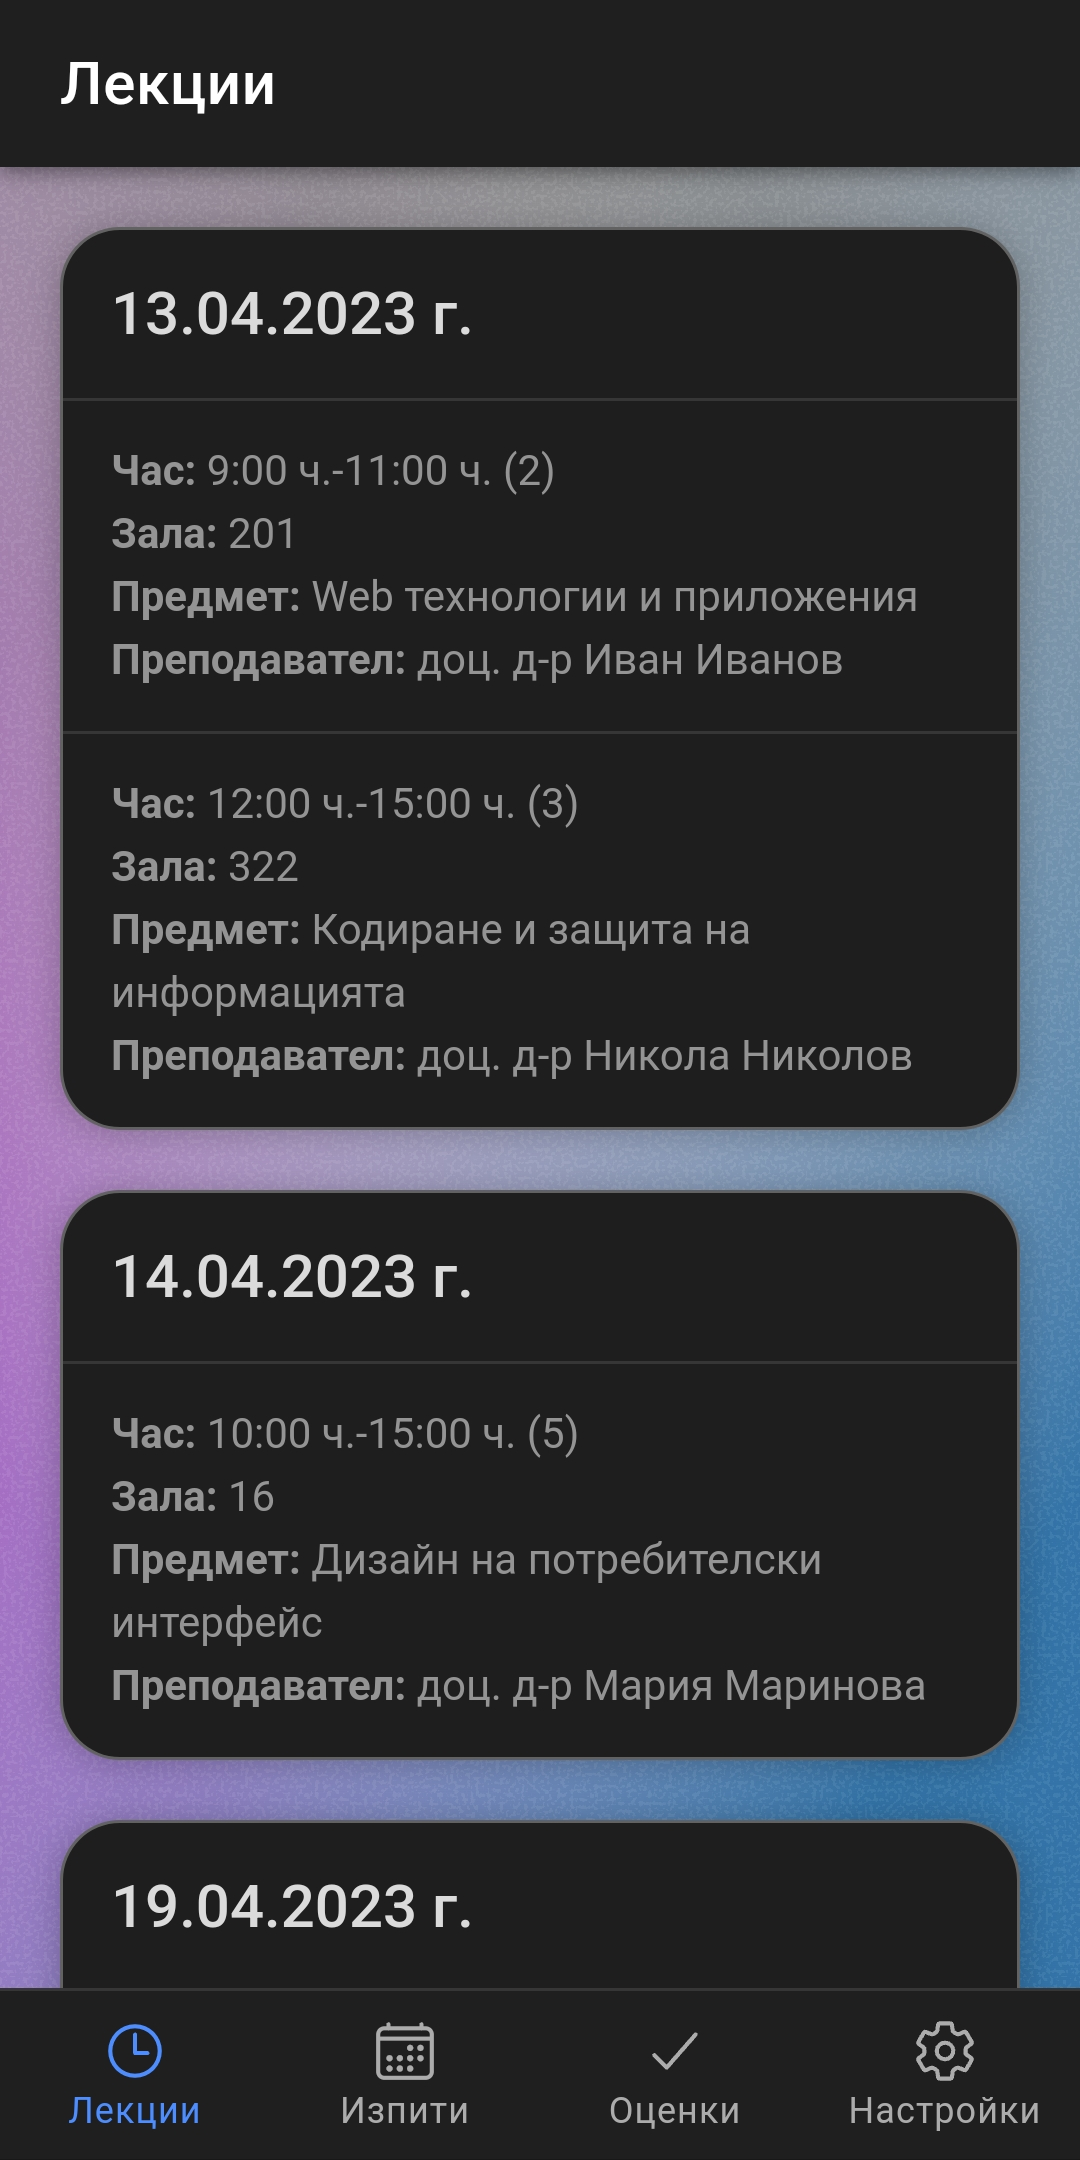 Лекции
13.04.2023 г.
Час: 9:00 ч.-11:00 ч. (2)
Зала: 201
Предмет: Web технологии и приложения
Преподавател: доц. д-р Иван Иванов
Час: 12:00 ч.-15:00 ч. (3)
Зала: 322
Предмет: Кодиране и защита на
информацията
Преподавател: доц. д-р Никола Николов
14.04.2023 г.
Час: 10:00 ч.-15:00 ч. (5)
Зала: 16
Предмет: Дизайн на потребителски
интерфейс
Преподавател: доц. д-р Мария Маринова
19.04.2023 г.
Лекции Изпити Оценки Настройки